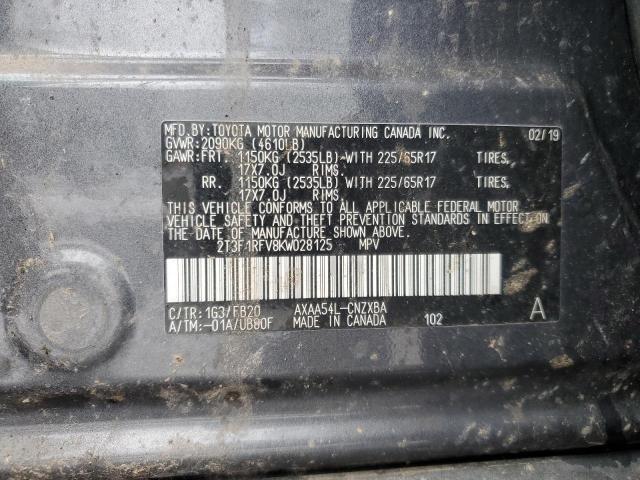 MFD.BY:TOYOTA MOTOR MANUFACTURING CANADA INC. 02/19
GVWR:2090KG (4610LB)
GAWR:FRT. 1150KG (2535LB)-WITH 225/65R17 TIRES,
17X7.0J RIMS.
RR. 1150KG (2535LB) WITH 225/65R17 TIRES,
17X7.0J RIMS.
THIS VEHICLE CONFORMS TO ALL APPLICABLE FEDERAL MOTOR
VEHICLE SAFETY AND THEFT PREVENTION STANDARDS IN EFFECT ON
THE DATE OF MANUFACTURE SHOWN ABOVE.
2T3F1RFV8KW028125 MPV
C/TR:1G3/FB20 AXAA54L-CNZXBA
A/TM:-01A/UB80F MADE IN CANADA 102 A